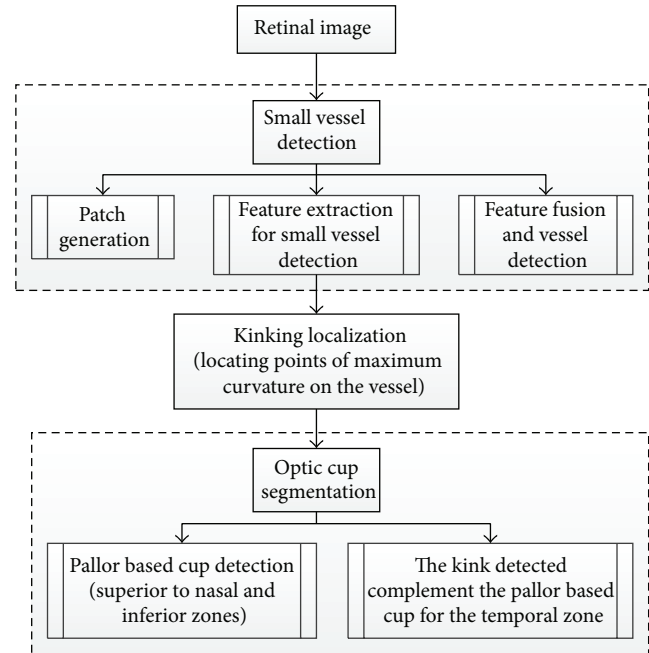 Retinal image
Small vessel
detection
Patch
generation
Feature extraction
for small vessel
detection
Feature fusion
and vessel
detection
Kinking localization
(locating points of maximum
curvature on the vessel)
Optic cup
segmentation
Pallor based cup detection
(superior to nasal and
inferior zones)
The kink detected
complement the pallor based
cup for the temporal zone